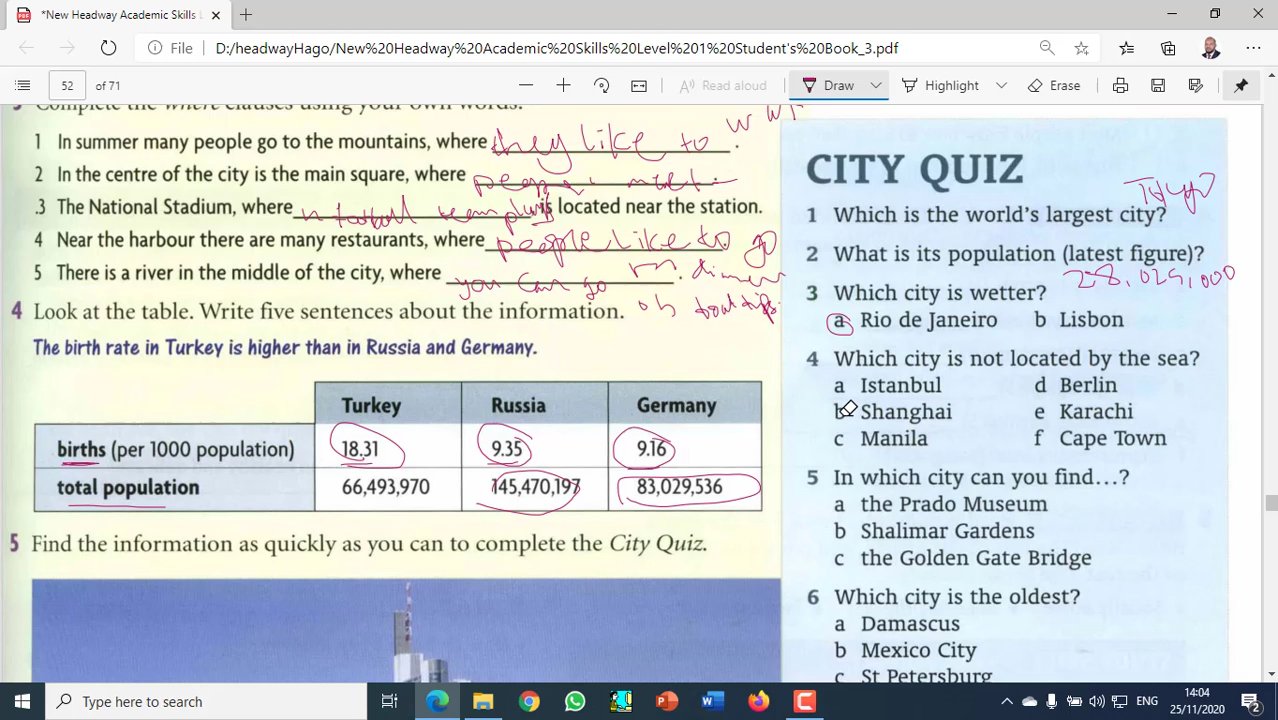 *New Headway Academic Skills L
File
D:/headwayHago/New%20Headway%20Academic%20Skills%20Level%201%20Student's%20Book_3.pdf
52 of 71
Read aloud
Draw
Highlight
Erase
Complete the where clauses using your own words.
1 In summer many people go to the mountains, where they like to
2 In the centre of the city is the main square, where
.3 The National Stadium, where football team is located near the station.
4 Near the harbour there are many restaurants, where people like to go
5 There is a river in the middle of the city, where you can go
4 Look at the table. Write five sentences about the information.
The birth rate in Turkey is higher than in Russia and Germany.
Turkey Russia Germany
births (per 1000 population) 18.31 9.35 9.16
total population 66,493,970 145,470,197 83,029,536
5 Find the information as quickly as you can to complete the City Quiz.
CITY QUIZ
1 Which is the world's largest city?
2 What is its population (latest figure)?
3 Which city is wetter?
a Rio de Janeiro b Lisbon
4 Which city is not located by the sea?
a Istanbul d Berlin
b Shanghai e Karachi
c Manila f Cape Town
5 In which city can you find…?
a the Prado Museum
b Shalimar Gardens
c the Golden Gate Bridge
6 Which city is the oldest?
a Damascus
b Mexico City
c St Petersburg
Type here to search
ENG
14:04
25/11/2020
2